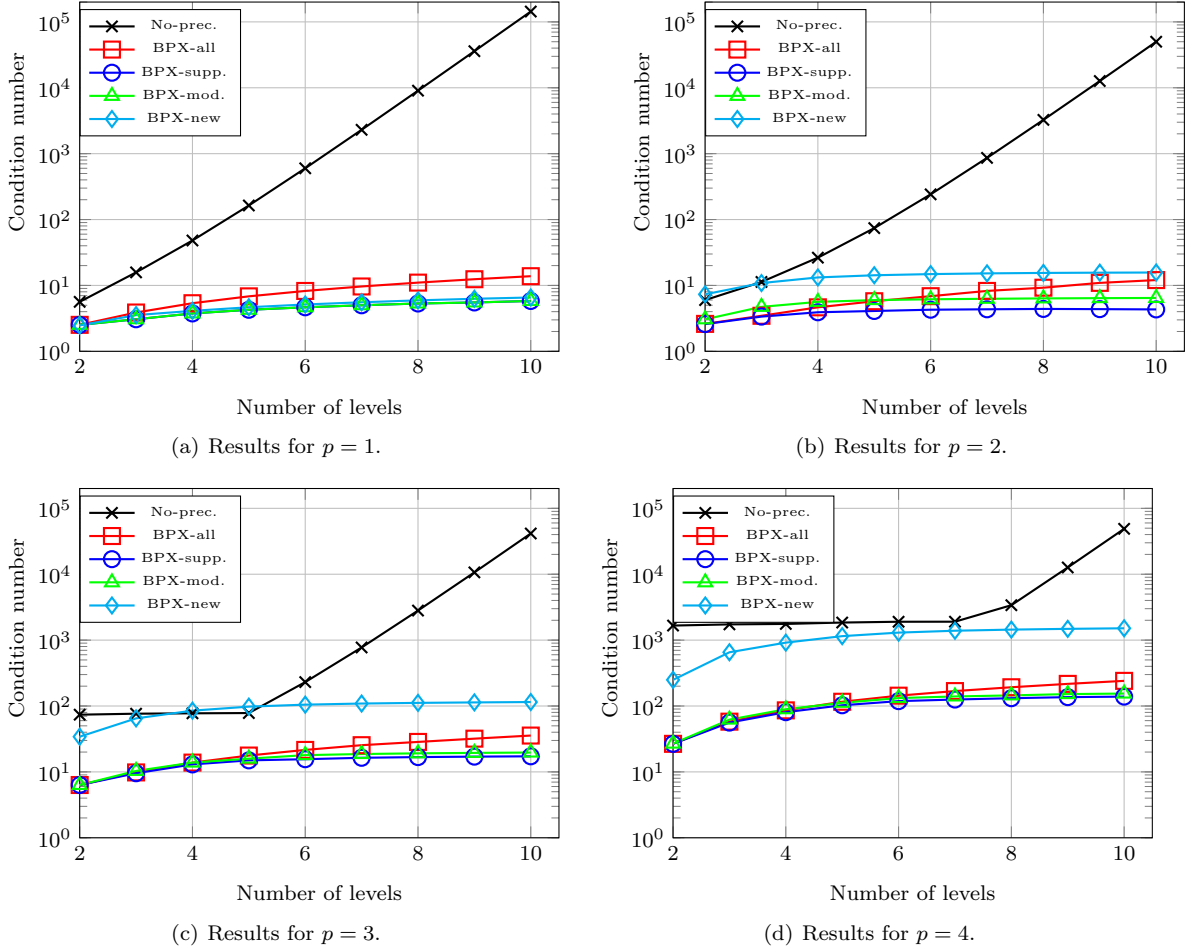 10^5
10^4
10^3
10^2
10^1
10^0
Condition number
No-prec.
BPX-all
BPX-supp.
BPX-mod.
BPX-new
2
4
6
8
10
Number of levels
(a) Results for p = 1.
10^5
10^4
10^3
10^2
10^1
10^0
Condition number
No-prec.
BPX-all
BPX-supp.
BPX-mod.
BPX-new
2
4
6
8
10
Number of levels
(b) Results for p = 2.
10^5
10^4
10^3
10^2
10^1
10^0
Condition number
No-prec.
BPX-all
BPX-supp.
BPX-mod.
BPX-new
2
4
6
8
10
Number of levels
(c) Results for p = 3.
10^5
10^4
10^3
10^2
10^1
10^0
Condition number
No-prec.
BPX-all
BPX-supp.
BPX-mod.
BPX-new
2
4
6
8
10
Number of levels
(d) Results for p = 4.